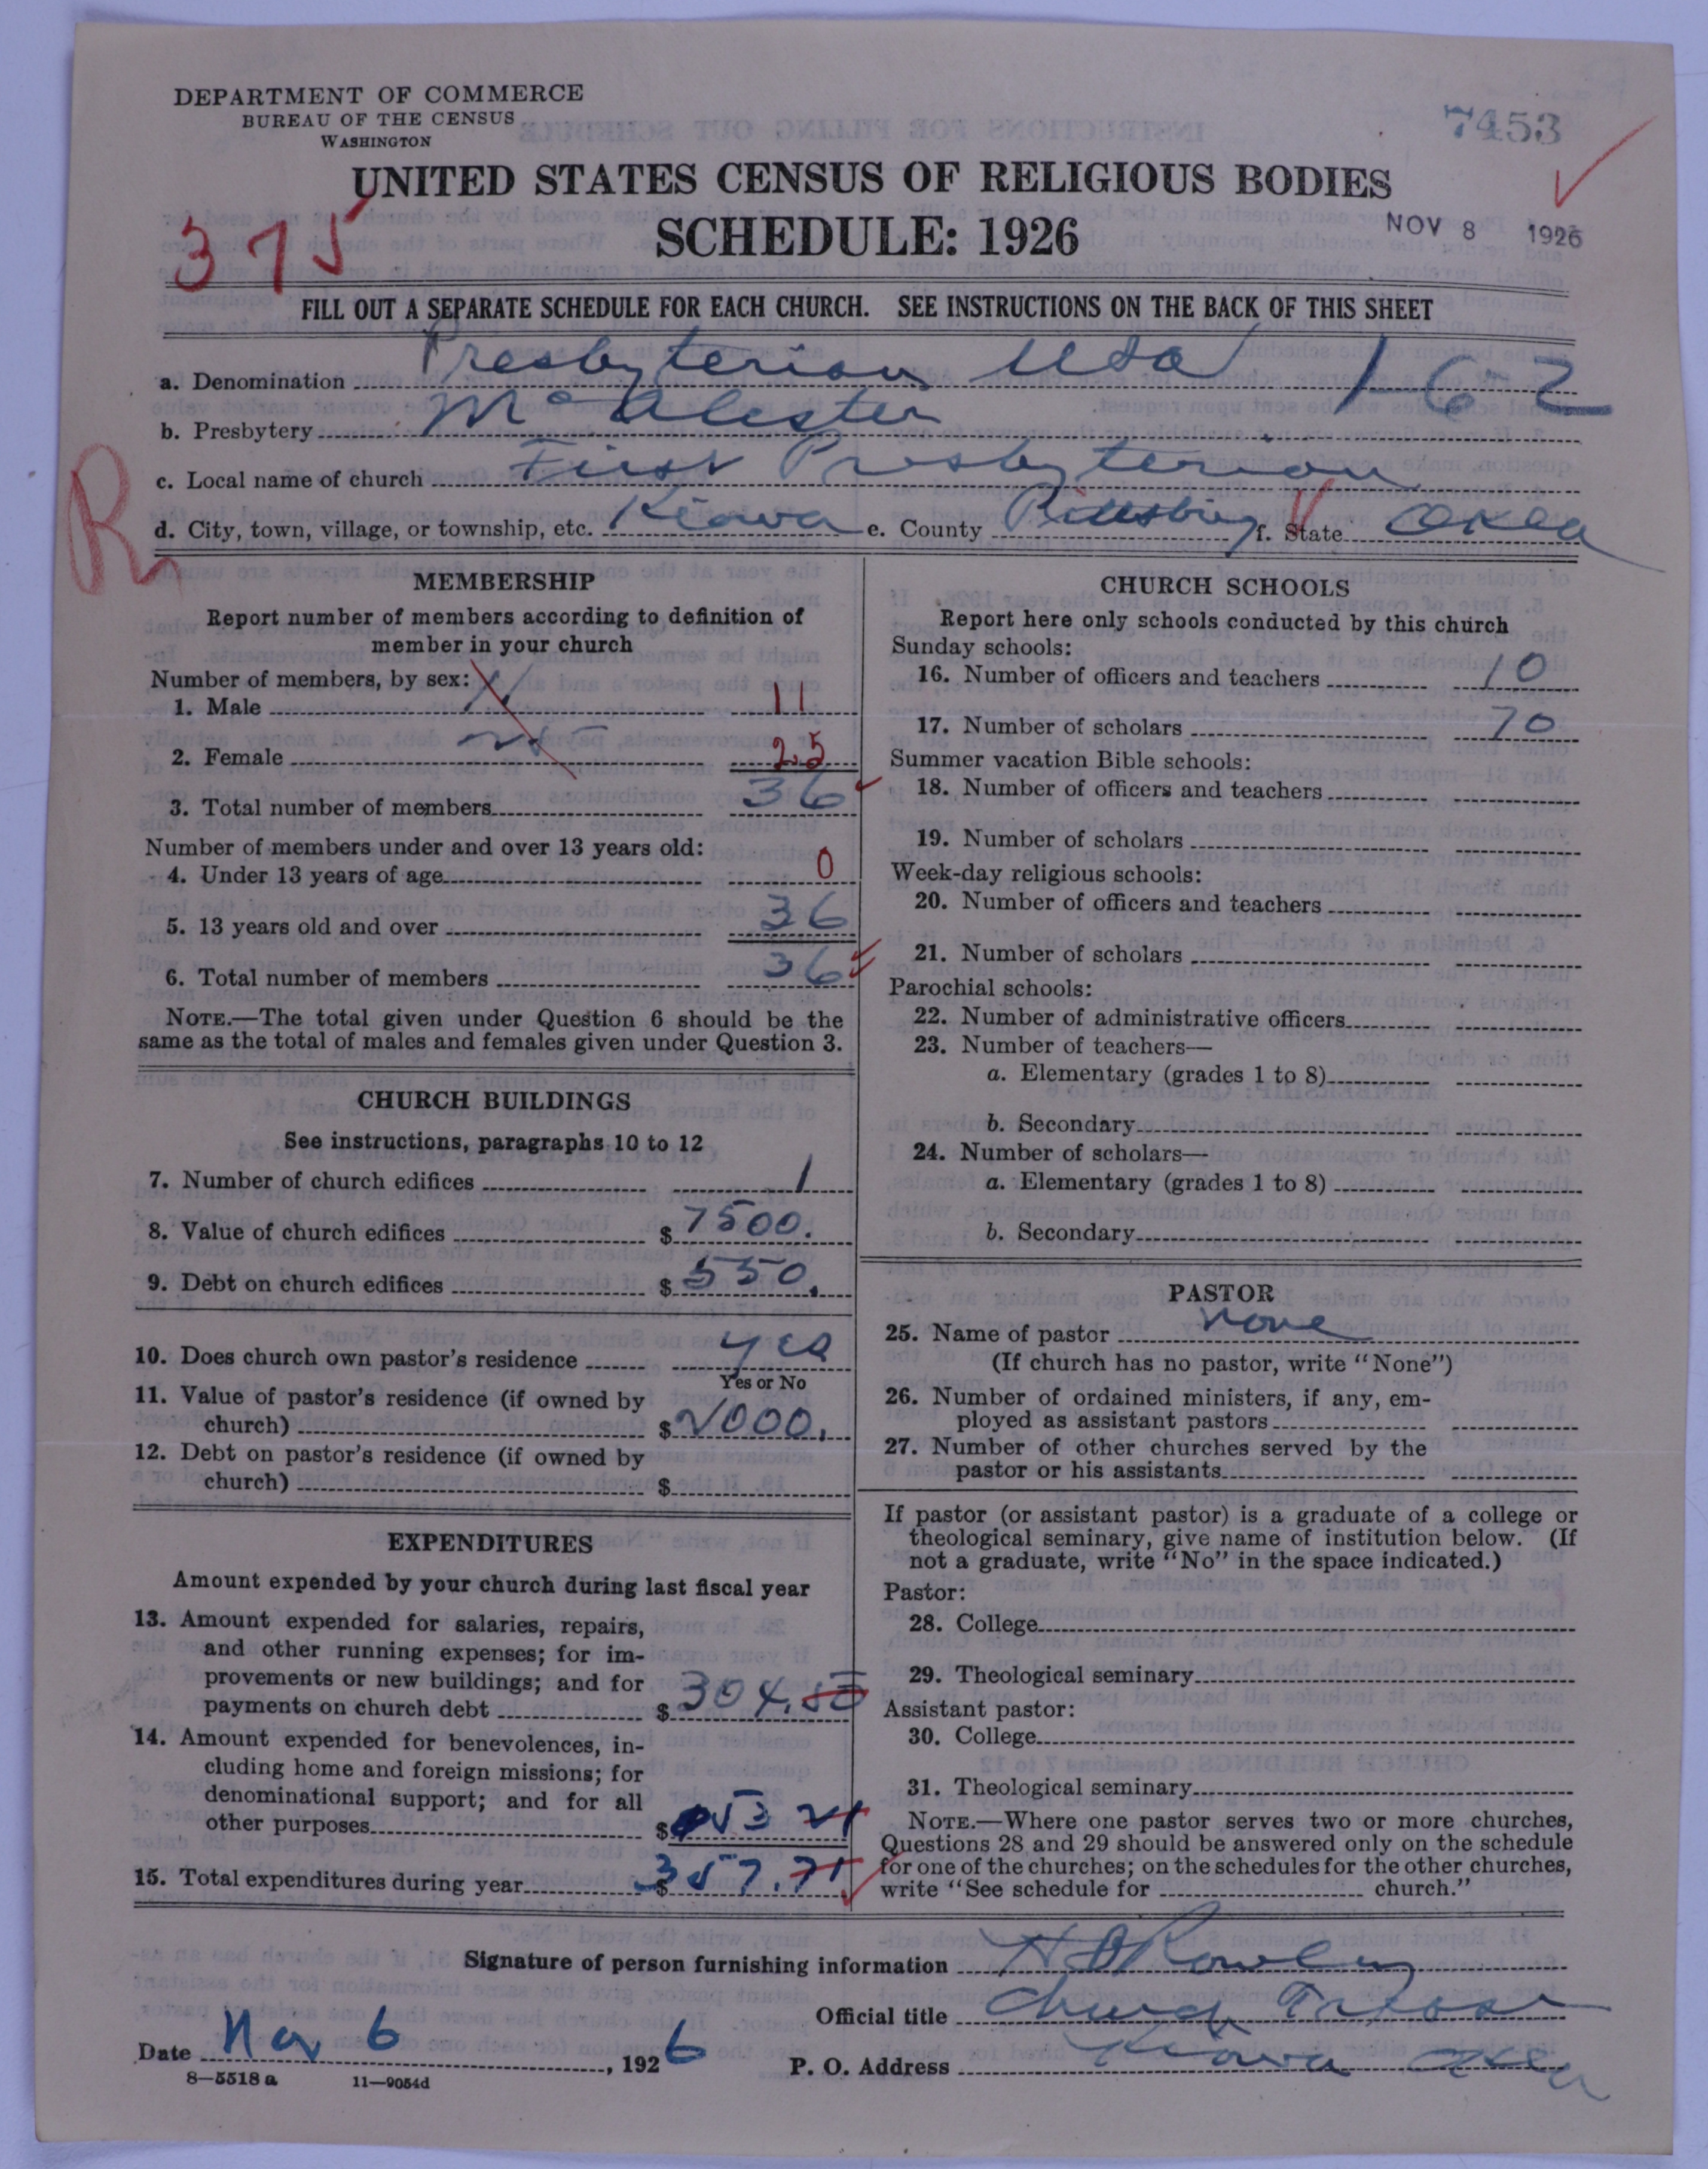 DEPARTMENT OF COMMERCE
BUREAU OF THE CENSUS
WASHINGTON
7453
UNITED STATES CENSUS OF RELIGIOUS BODIES
SCHEDULE: 1926
NOV 8 1926
375
FILL OUT A SEPARATE SCHEDULE FOR EACH CHURCH. SEE INSTRUCTIONS ON THE BACK OF THIS SHEET
a. Denomination Presbyterian USA 1-6-2
b. Presbytery McAlester
c. Local name of church First Presbyterian
R
d. City, town, village, or township, etc. Kiowa e. County Pittsburg f. State Okla
MEMBERSHIP
Report number of members according to definition of
member in your church
Number of members, by sex:
1. Male 11 11
2. Female 25 25
3. Total number of members 36
Number of members under and over 13 years old:
4. Under 13 years of age 0
5. 13 years old and over 36
6. Total number of members 36
NOTE.—The total given under Question 6 should be the
same as the total of males and females given under Question 3.
CHURCH BUILDINGS
See instructions, paragraphs 10 to 12
7. Number of church edifices 1
8. Value of church edifices $ 7500.
9. Debt on church edifices $ 550.
10. Does church own pastor's residence yes
Yes or No
11. Value of pastor's residence (if owned by
church) $ 2000.
12. Debt on pastor's residence (if owned by
church) $
EXPENDITURES
Amount expended by your church during last fiscal year
13. Amount expended for salaries, repairs,
and other running expenses; for im-
provements or new buildings; and for
payments on church debt $ 304.50
14. Amount expended for benevolences, in-
cluding home and foreign missions; for
denominational support; and for all
other purposes $ 53 21
15. Total expenditures during year $ 357.71
CHURCH SCHOOLS
Report here only schools conducted by this church
Sunday schools:
16. Number of officers and teachers 10
17. Number of scholars 70
Summer vacation Bible schools:
18. Number of officers and teachers
19. Number of scholars
Week-day religious schools:
20. Number of officers and teachers
21. Number of scholars
Parochial schools:
22. Number of administrative officers
23. Number of teachers—
a. Elementary (grades 1 to 8)
b. Secondary
24. Number of scholars—
a. Elementary (grades 1 to 8)
b. Secondary
PASTOR
25. Name of pastor none
(If church has no pastor, write "None")
26. Number of ordained ministers, if any, em-
ployed as assistant pastors
27. Number of other churches served by the
pastor or his assistants
If pastor (or assistant pastor) is a graduate of a college or
theological seminary, give name of institution below. (If
not a graduate, write "No" in the space indicated.)
Pastor:
28. College
29. Theological seminary
Assistant pastor:
30. College
31. Theological seminary
NOTE.—Where one pastor serves two or more churches,
Questions 28 and 29 should be answered only on the schedule
for one of the churches; on the schedules for the other churches,
write "See schedule for church."
Signature of person furnishing information H D Rowley
Official title Church
Date Nov 6, 1926
P. O. Address Kiowa Okla
8—5518 a 11—9054d